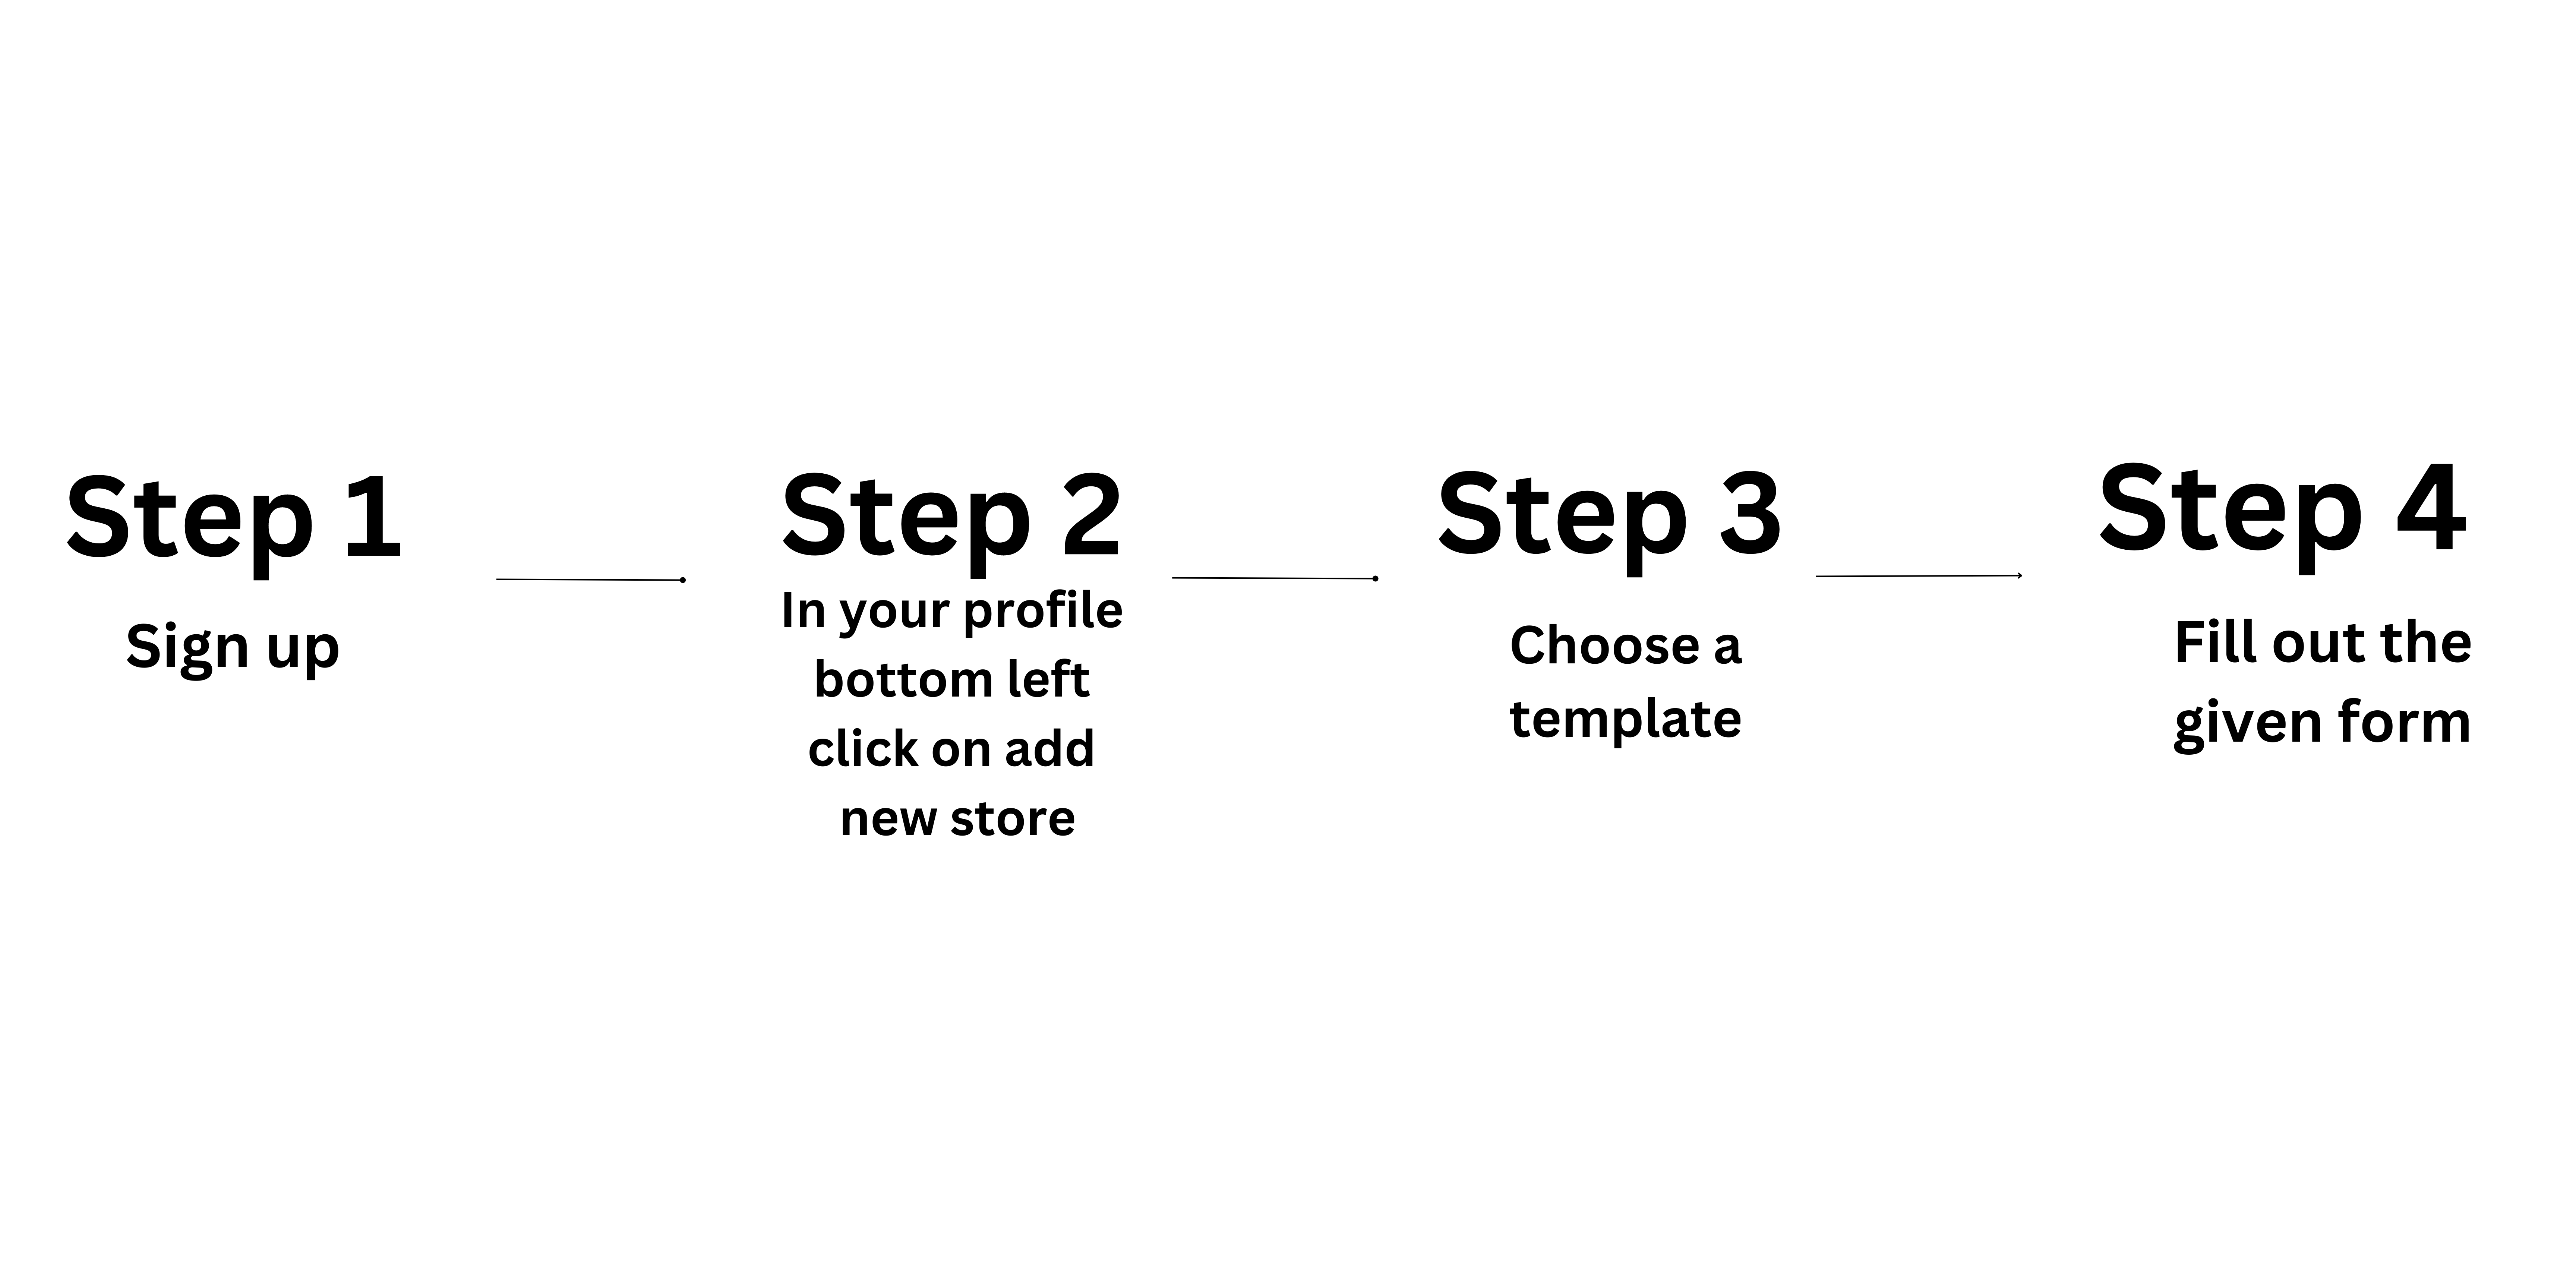 Step 1
Sign up
Step 2
In your profile
bottom left
click on add
new store
Step 3
Choose a
template
Step 4
Fill out the
given form